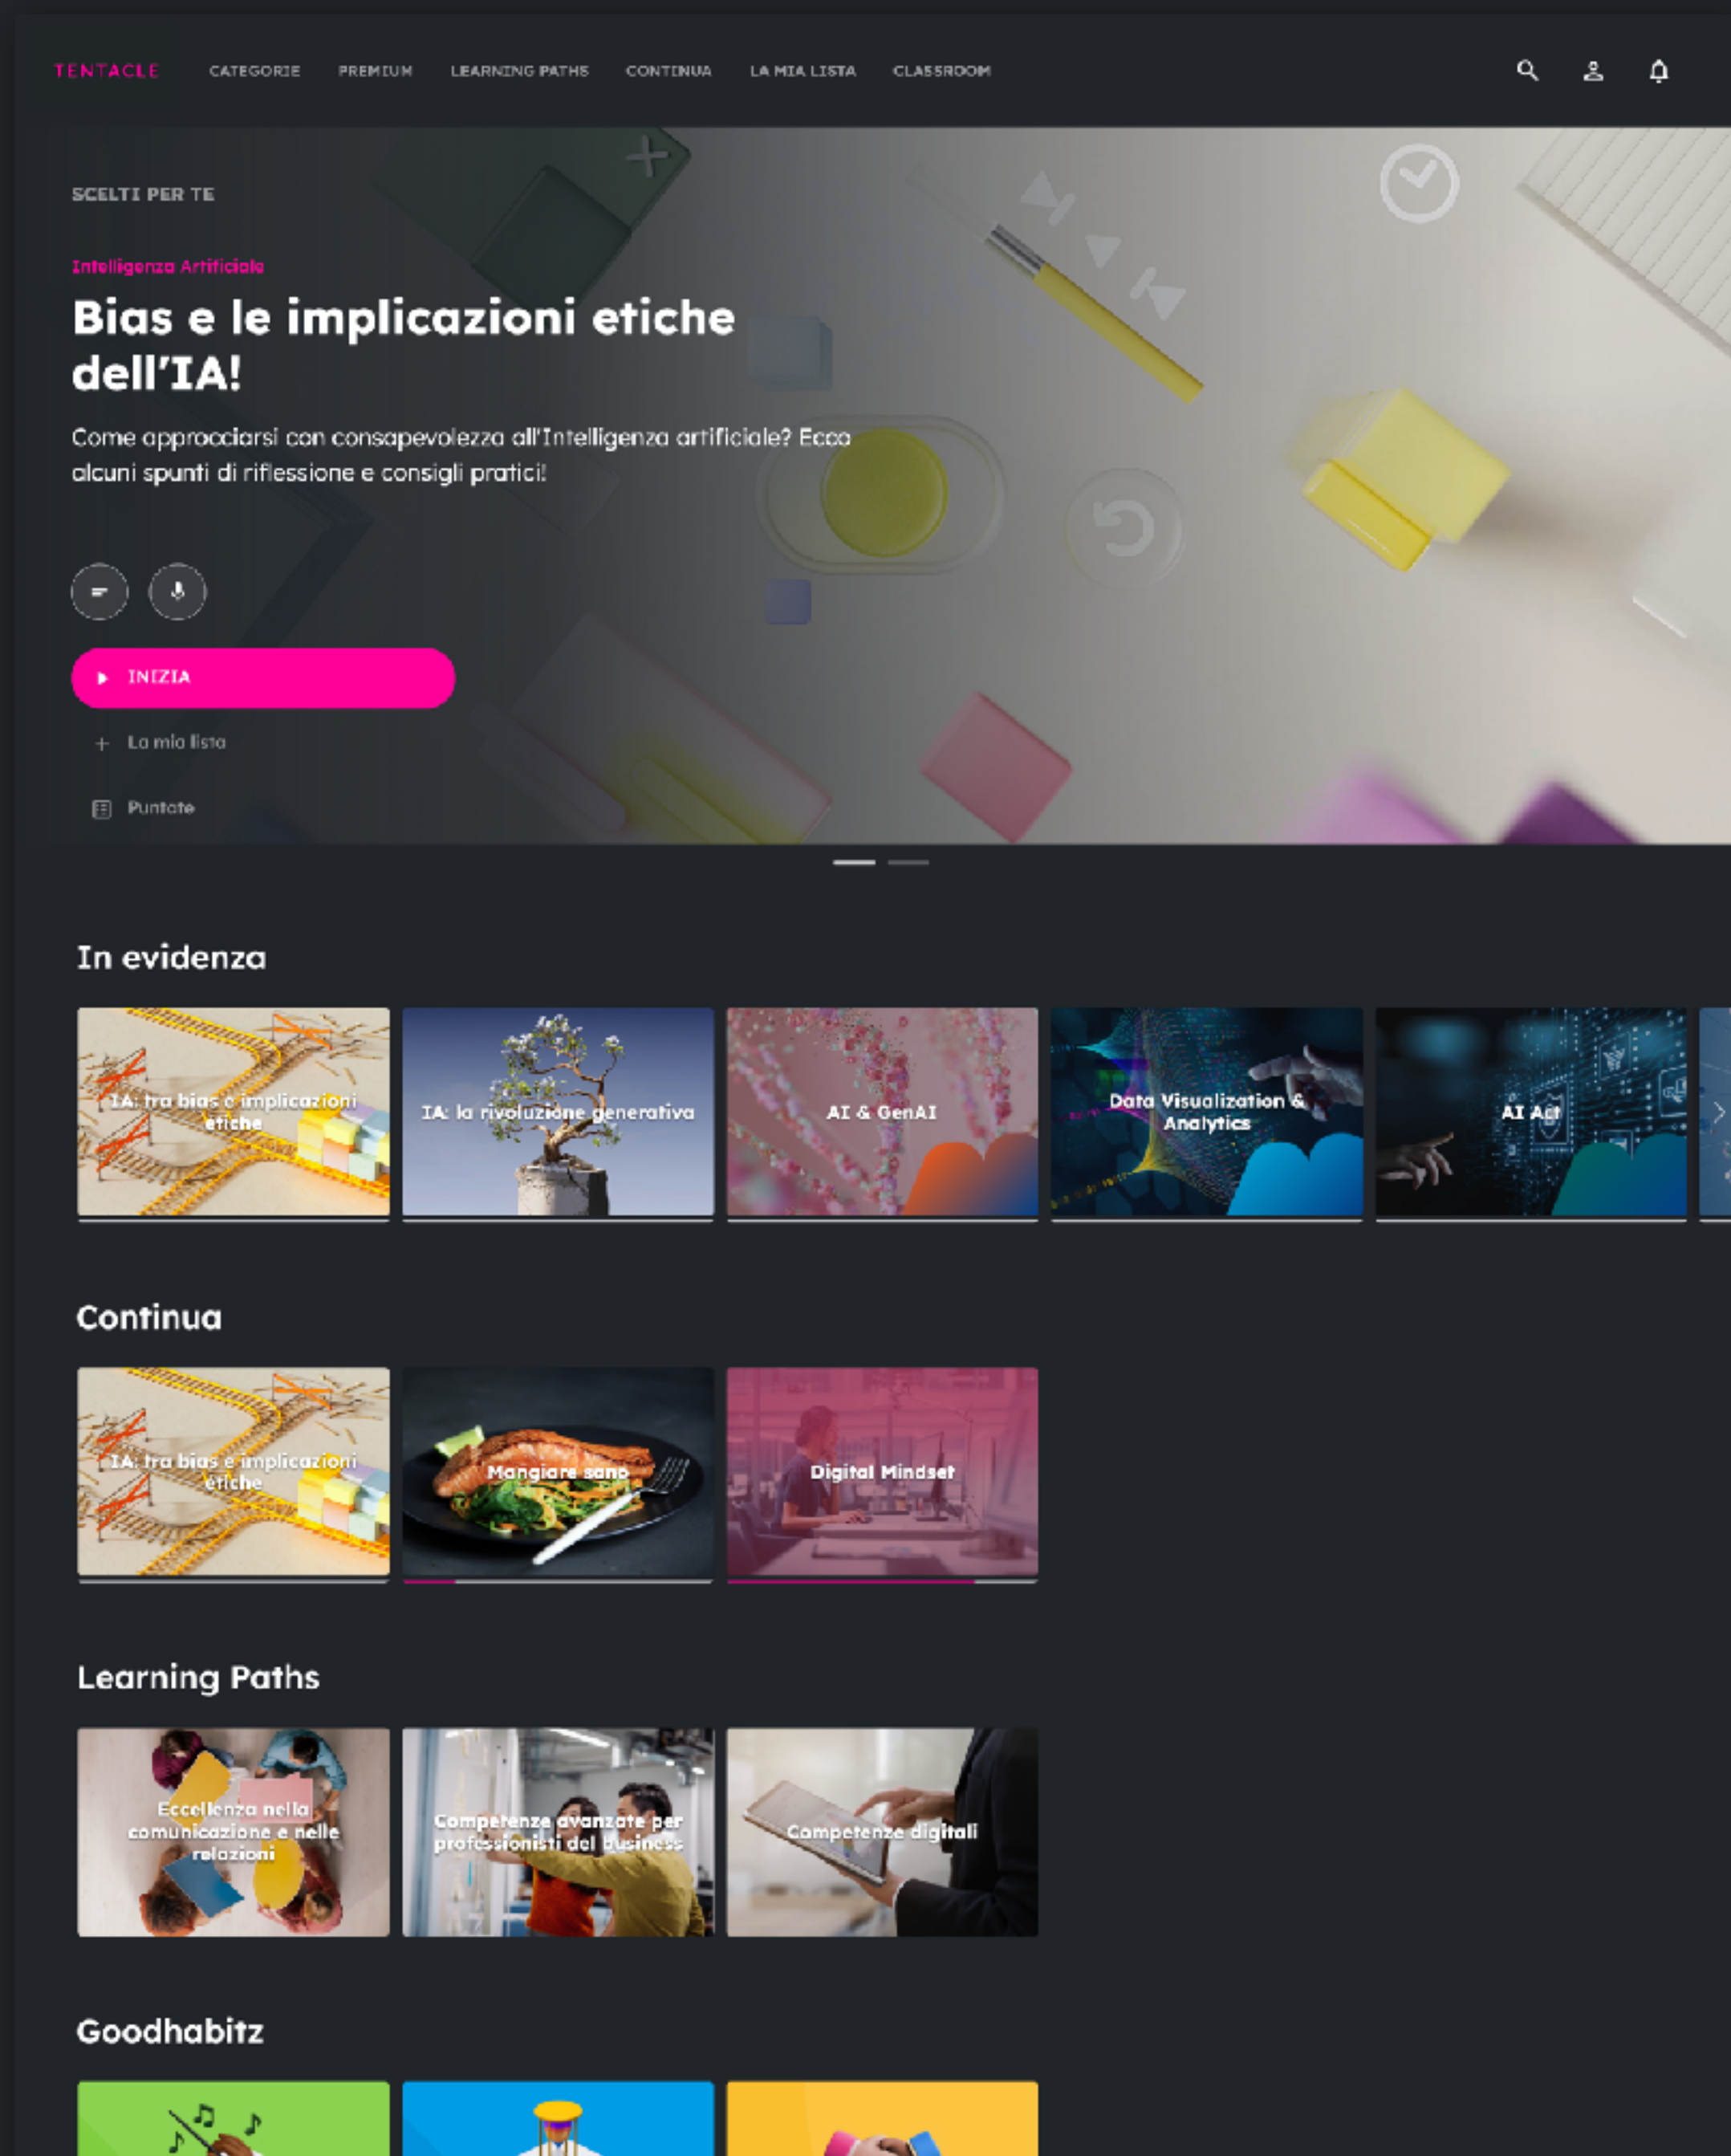 TENTACLE CATEGORIE PREMIUM LEARNING PATHS CONTINUA LA MIA LISTA CLASSROOM
SCELTI PER TE
Intelligenza Artificiale
Bias e le implicazioni etiche
dell'IA!
Come approcciarsi con consapevolezza all'Intelligenza artificiale? Ecco
alcuni spunti di riflessione e consigli pratici!
INIZIA
La mia lista
Puntate
In evidenza
IA: tra bias e implicazioni
etiche
IA: la rivoluzione generativa
AI & GenAI
Data Visualization &
Analytics
AI Act
Continua
IA: tra bias e implicazioni
etiche
Mangiare sano
Digital Mindset
Learning Paths
Eccellenza nella
comunicazione e nelle
relazioni
Competenze avanzate per
professionisti del business
Competenze digitali
Goodhabitz